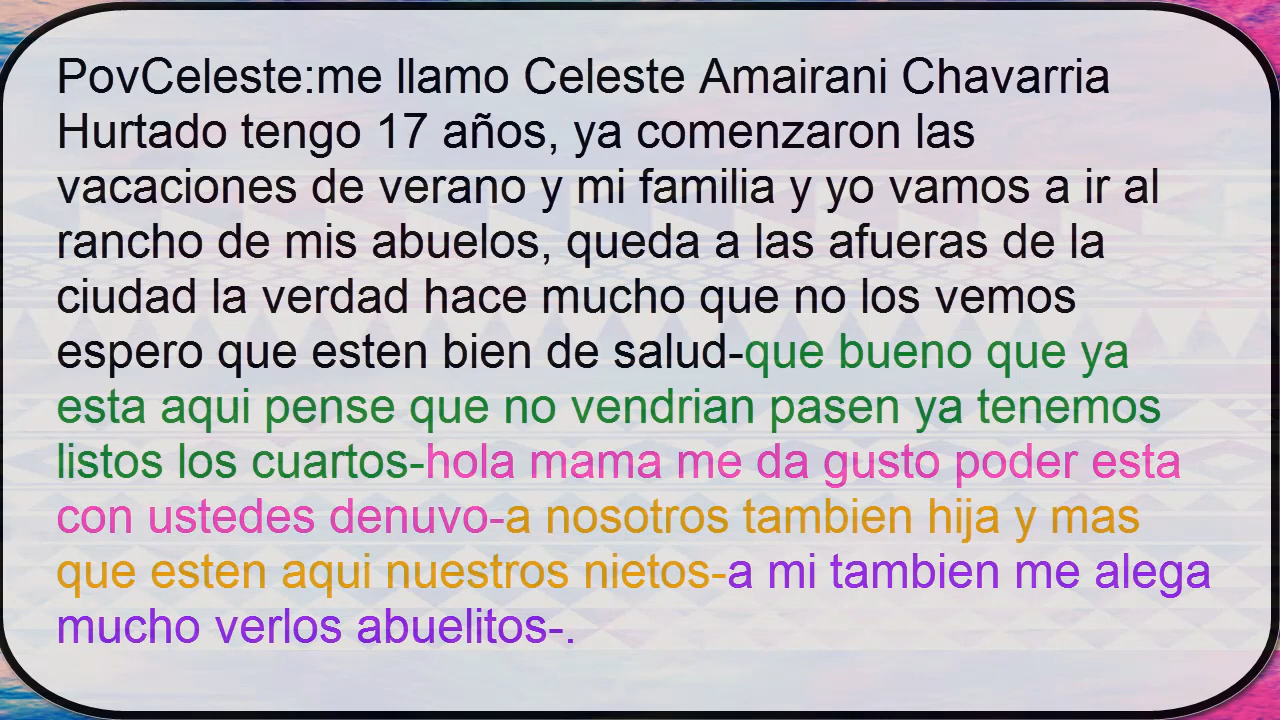 PovCeleste:me llamo Celeste Amairani Chavarria
Hurtado tengo 17 años, ya comenzaron las
vacaciones de verano y mi familia y yo vamos a ir al
rancho de mis abuelos, queda a las afueras de la
ciudad la verdad hace mucho que no los vemos
espero que esten bien de salud-que bueno que ya
esta aqui pense que no vendrian pasen ya tenemos
listos los cuartos-hola mama me da gusto poder esta
con ustedes denuvo-a nosotros tambien hija y mas
que esten aqui nuestros nietos-a mi tambien me alega
mucho verlos abuelitos-.